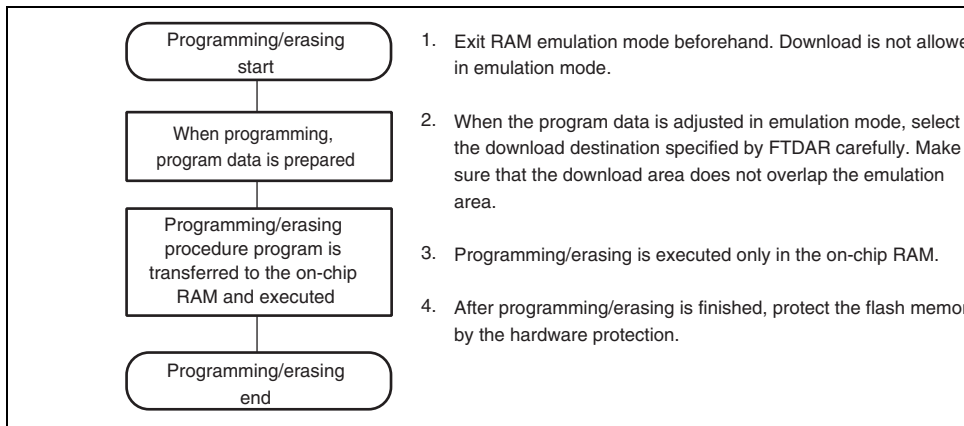 Programming/erasing
start
When programming,
program data is prepared
Programming/erasing
procedure program is
transferred to the on-chip
RAM and executed
Programming/erasing
end
1. Exit RAM emulation mode beforehand. Download is not allowe
in emulation mode.
2. When the program data is adjusted in emulation mode, select
the download destination specified by FTDAR carefully. Make
sure that the download area does not overlap the emulation
area.
3. Programming/erasing is executed only in the on-chip RAM.
4. After programming/erasing is finished, protect the flash memor
by the hardware protection.